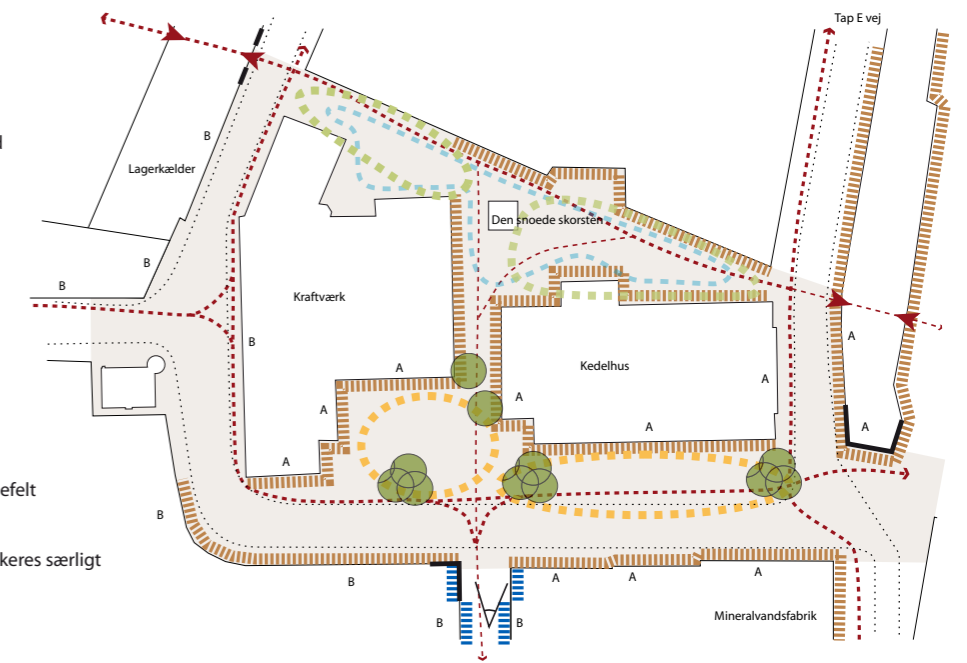 Tap E vej
B
d
Lagerkælder
Den snoede skorsten
B
B
Kraftværk
B
A
A
Kedelhus
A
A
A
A
A
A
A
efelt
B
keres særligt
B
A
A
A
Mineralvandsfabrik
B
B